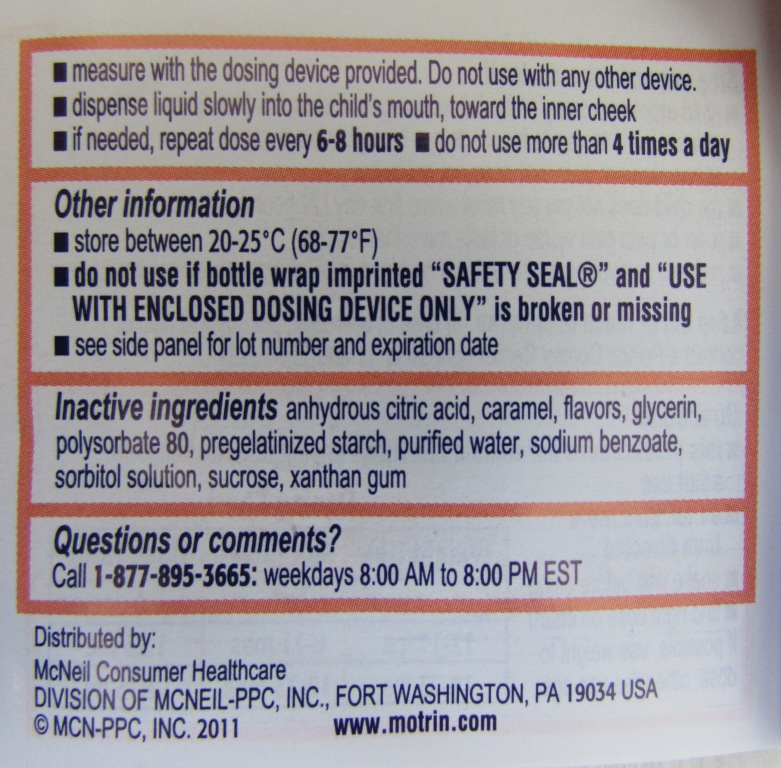 ■ measure with the dosing device provided. Do not use with any other device.
■ dispense liquid slowly into the child's mouth, toward the inner cheek
■ if needed, repeat dose every 6-8 hours ■ do not use more than 4 times a day
Other information
■ store between 20-25°C (68-77°F)
■ do not use if bottle wrap imprinted “SAFETY SEAL®” and “USE
WITH ENCLOSED DOSING DEVICE ONLY” is broken or missing
■ see side panel for lot number and expiration date
Inactive ingredients anhydrous citric acid, caramel, flavors, glycerin,
polysorbate 80, pregelatinized starch, purified water, sodium benzoate,
sorbitol solution, sucrose, xanthan gum
Questions or comments?
Call 1-877-895-3665: weekdays 8:00 AM to 8:00 PM EST
Distributed by:
McNeil Consumer Healthcare
DIVISION OF MCNEIL-PPC, INC., FORT WASHINGTON, PA 19034 USA
© MCN-PPC, INC. 2011 www.motrin.com